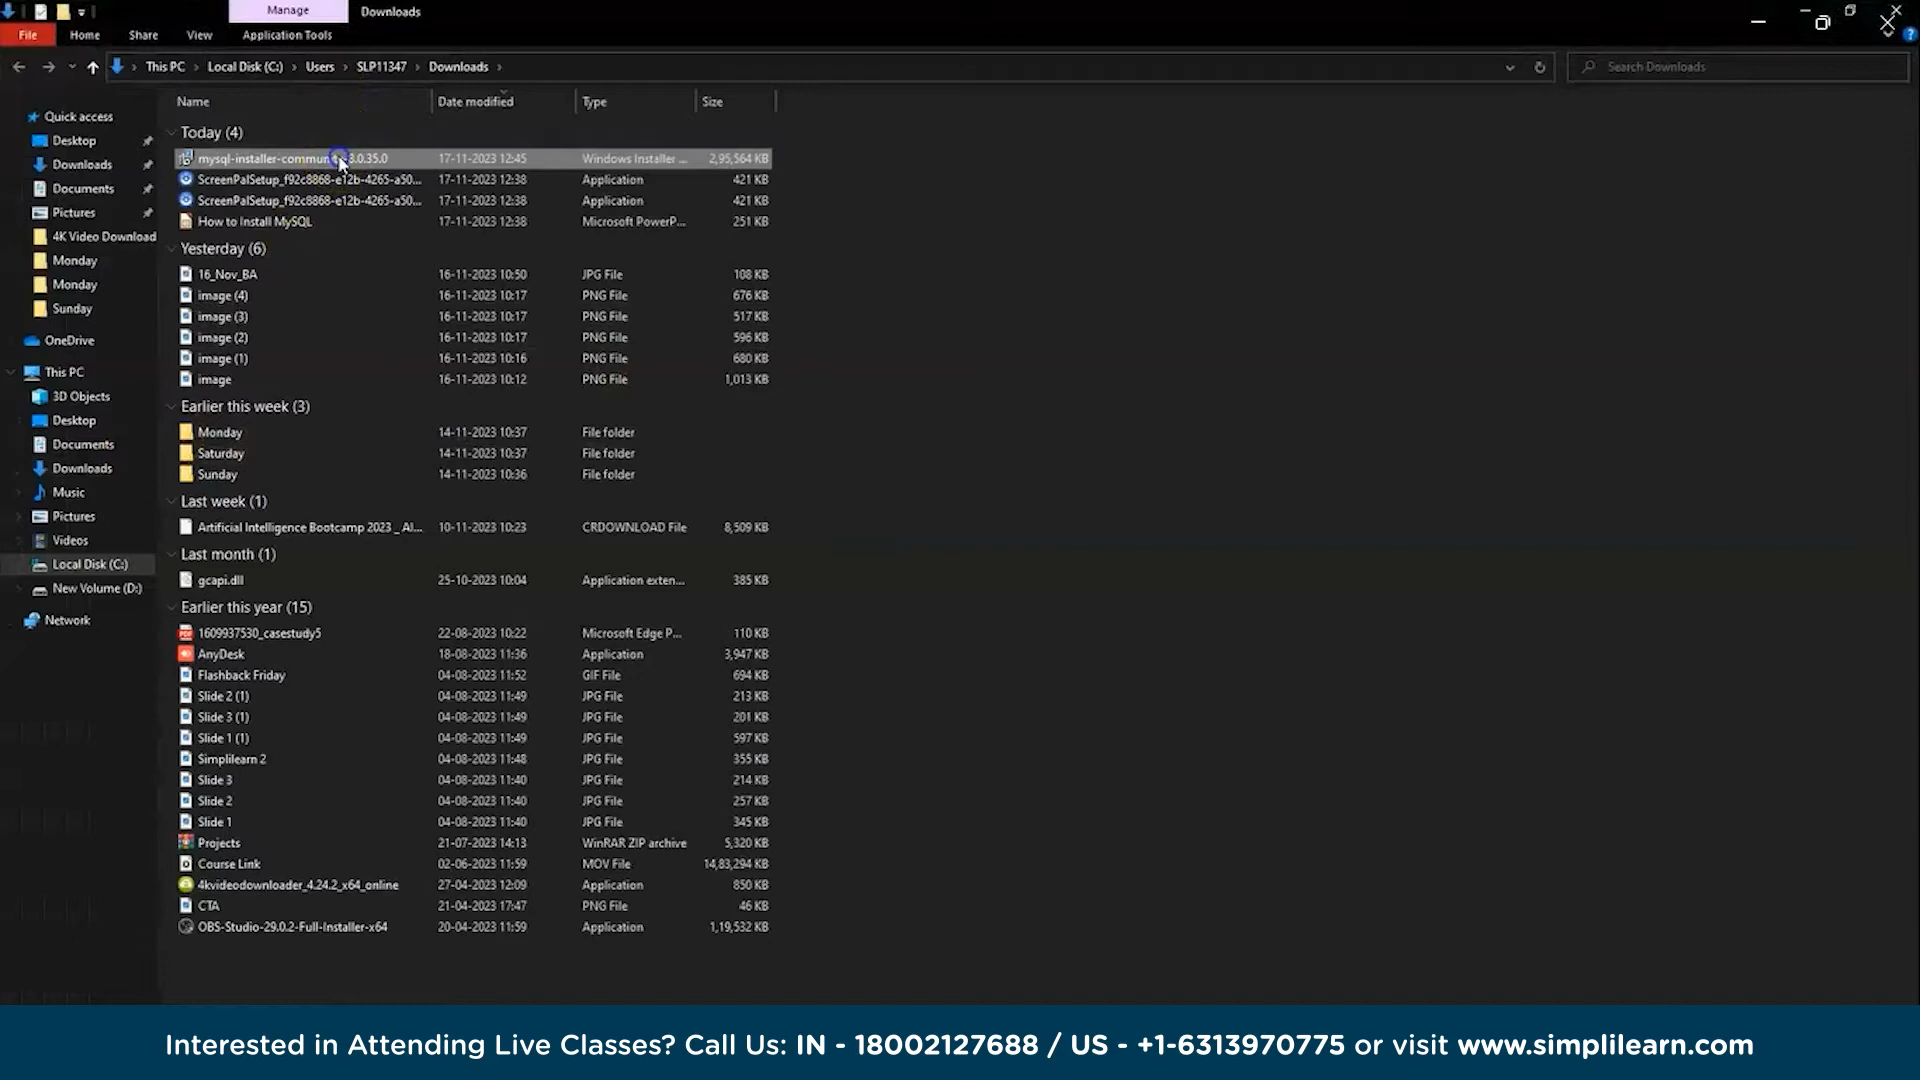 Manage
Downloads
File
Home
Share
View
Application Tools
This PC
Local Disk (C:)
Users
SLP11347
Downloads
Search Downloads
Name
Date modified
Type
Size
Quick access
Desktop
Downloads
Documents
Pictures
4K Video Download
Monday
Monday
Sunday
OneDrive
This PC
3D Objects
Desktop
Documents
Downloads
Music
Pictures
Videos
Local Disk (C:)
New Volume (D:)
Network
Today (4)
17-11-2023 12:45 Windows Installer ... 2,95,564 KB
ScreenPalSetup_f92c8868-e12b-4265-a50... 17-11-2023 12:38 Application 421 KB
ScreenPalSetup_f92c8868-e12b-4265-a50... 17-11-2023 12:38 Application 421 KB
How to Install MySQL 17-11-2023 12:38 Microsoft PowerP... 251 KB
Yesterday (6)
16_Nov_BA 16-11-2023 10:50 JPG File 108 KB
image (4) 16-11-2023 10:17 PNG File 676 KB
image (3) 16-11-2023 10:17 PNG File 517 KB
image (2) 16-11-2023 10:17 PNG File 596 KB
image (1) 16-11-2023 10:16 PNG File 680 KB
image 16-11-2023 10:12 PNG File 1,013 KB
Earlier this week (3)
Monday 14-11-2023 10:37 File folder
Saturday 14-11-2023 10:37 File folder
Sunday 14-11-2023 10:36 File folder
Last week (1)
Artificial Intelligence Bootcamp 2023 _ AI... 10-11-2023 10:23 CRDOWNLOAD File 8,509 KB
Last month (1)
gcapi.dll 25-10-2023 10:04 Application exten... 385 KB
Earlier this year (15)
1609937530_casestudy5 22-08-2023 10:22 Microsoft Edge P... 110 KB
AnyDesk 18-08-2023 11:36 Application 3,947 KB
Flashback Friday 04-08-2023 11:52 GIF File 694 KB
Slide 2 (1) 04-08-2023 11:49 JPG File 213 KB
Slide 3 (1) 04-08-2023 11:49 JPG File 201 KB
Slide 1 (1) 04-08-2023 11:49 JPG File 597 KB
Simplilearn 2 04-08-2023 11:48 JPG File 355 KB
Slide 3 04-08-2023 11:40 JPG File 214 KB
Slide 2 04-08-2023 11:40 JPG File 257 KB
Slide 1 04-08-2023 11:40 JPG File 345 KB
Projects 21-07-2023 14:13 WinRAR ZIP archive 5,320 KB
Course Link 02-06-2023 11:59 MOV File 14,83,294 KB
4kvideodownloader_4.24.2_x64_online 27-04-2023 12:09 Application 850 KB
CTA 21-04-2023 17:47 PNG File 46 KB
OBS-Studio-29.0.2-Full-Installer-x64 20-04-2023 11:59 Application 1,19,532 KB
Interested in Attending Live Classes? Call Us: IN - 18002127688 / US - +1-6313970775 or visit www.simplilearn.com